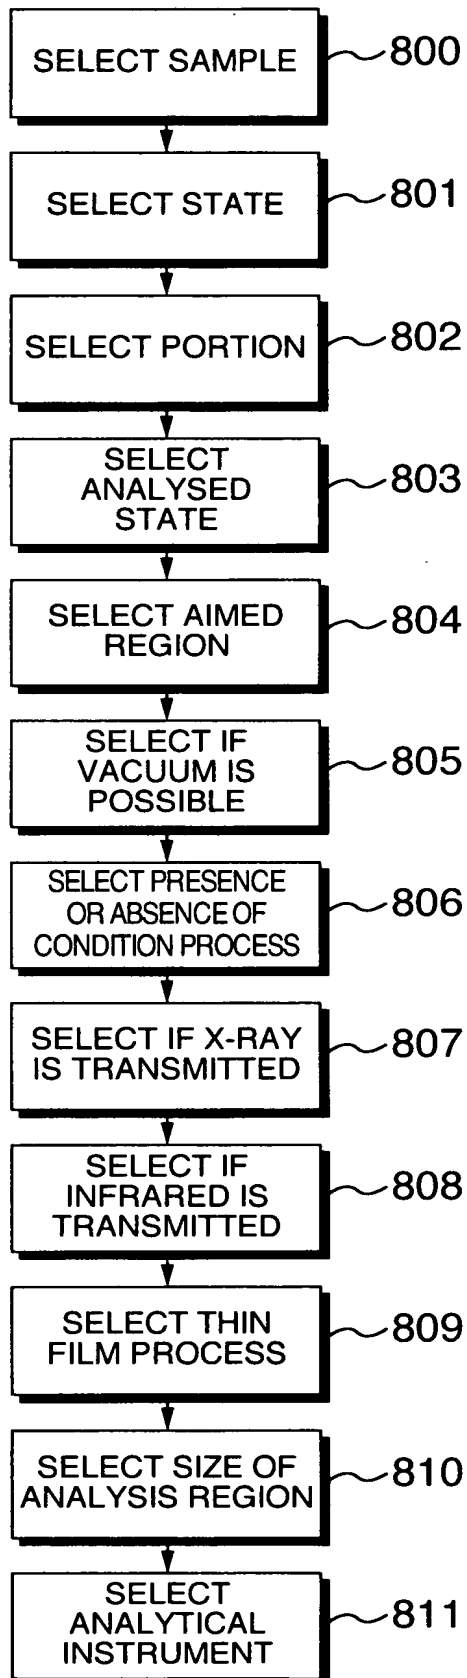 SELECT SAMPLE
800
SELECT STATE
801
SELECT PORTION
802
SELECT
ANALYSED
STATE
803
SELECT AIMED
REGION
804
SELECT IF
VACUUM IS
POSSIBLE
805
SELECT PRESENCE
OR ABSENCE OF
CONDITION PROCESS
806
SELECT IF X-RAY
IS TRANSMITTED
807
SELECT IF
INFRARED IS
TRANSMITTED
808
SELECT THIN
FILM PROCESS
809
SELECT SIZE OF
ANALYSIS REGION
810
SELECT
ANALYTICAL
INSTRUMENT
811